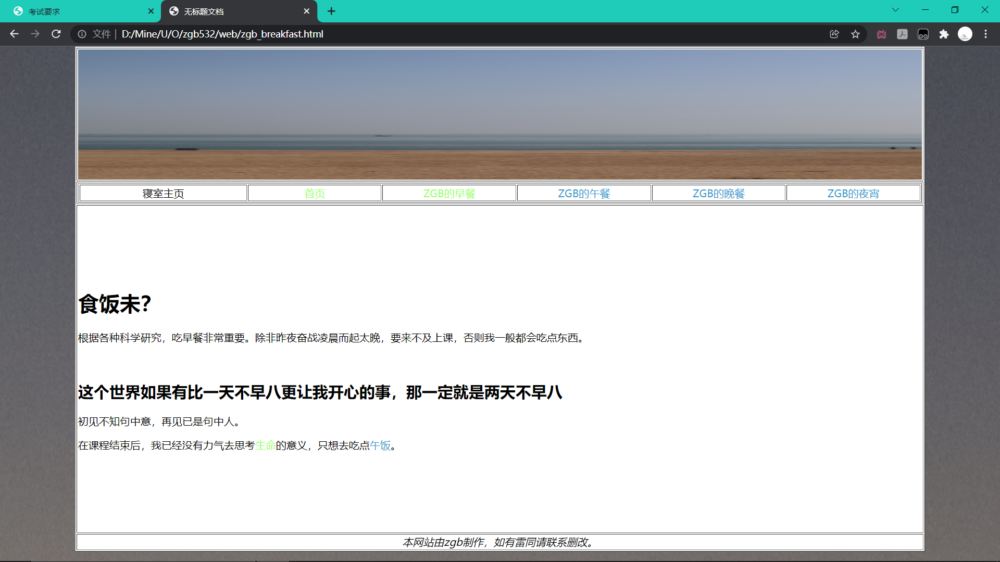 考试要求
无标题文档
文件 | D:/Mine/U/O/zgb532/web/zgb_breakfast.html
寝室主页 首页 ZGB的早餐 ZGB的午餐 ZGB的晚餐 ZGB的夜宵
食饭未？
根据各种科学研究，吃早餐非常重要。除非昨夜奋战凌晨而起太晚，要来不及上课，否则我一般都会吃点东西。
这个世界如果有比一天不早八更让我开心的事，那一定就是两天不早八
初见不知句中意，再见已是句中人。
在课程结束后，我已经没有力气去思考生命的意义，只想去吃点午饭。
本网站由zgb制作，如有雷同请联系删改。